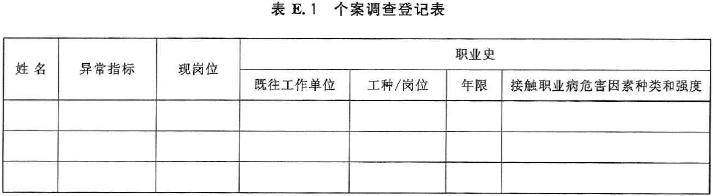 表 E.1 个案调查登记表
姓 名 异常指标 现岗位 职业史
既往工作单位 工种/岗位 年限 接触职业病危害因素种类和强度